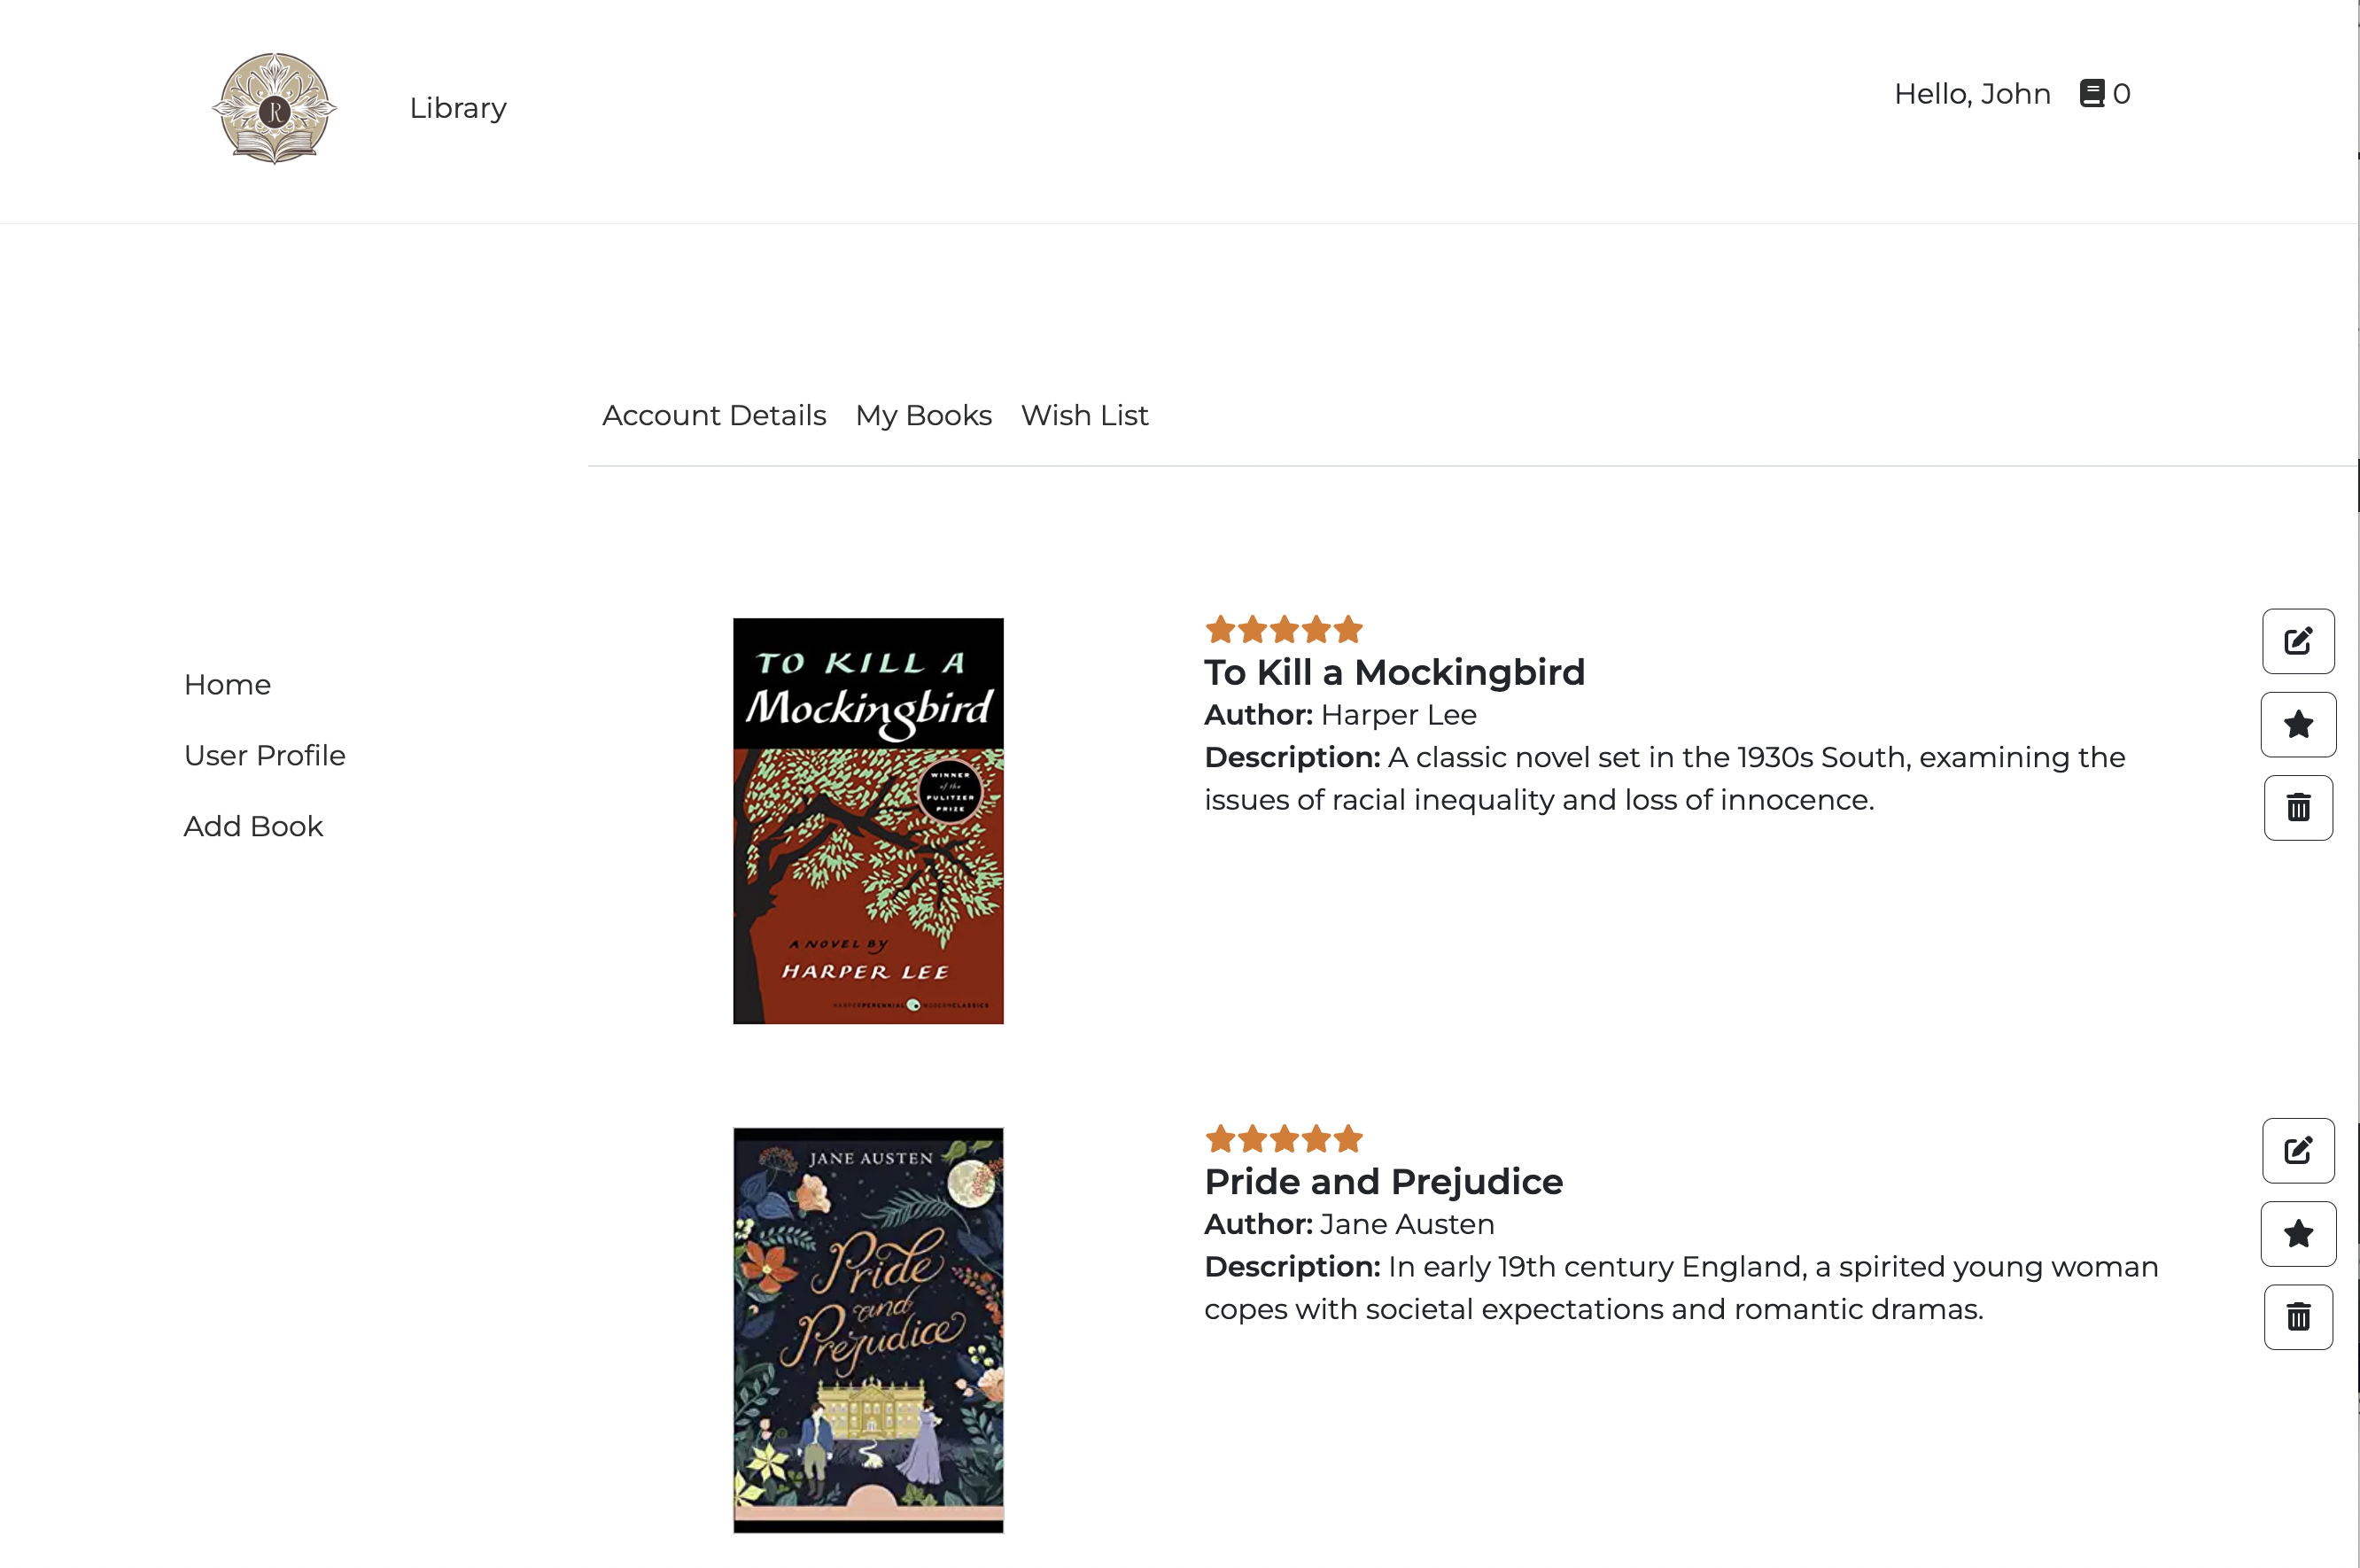 JR
Library
Hello, John
0
Account Details
My Books
Wish List
Home
User Profile
Add Book
TO KILL A
Mockingbird
WINNER
of the
PULITZER
PRIZE
A NOVEL BY
HARPER LEE
HARPERPERENNIAL MODERNCLASSICS
To Kill a Mockingbird
Author: Harper Lee
Description: A classic novel set in the 1930s South, examining the
issues of racial inequality and loss of innocence.
JANE AUSTEN
Pride
and
Prejudice
Pride and Prejudice
Author: Jane Austen
Description: In early 19th century England, a spirited young woman
copes with societal expectations and romantic dramas.